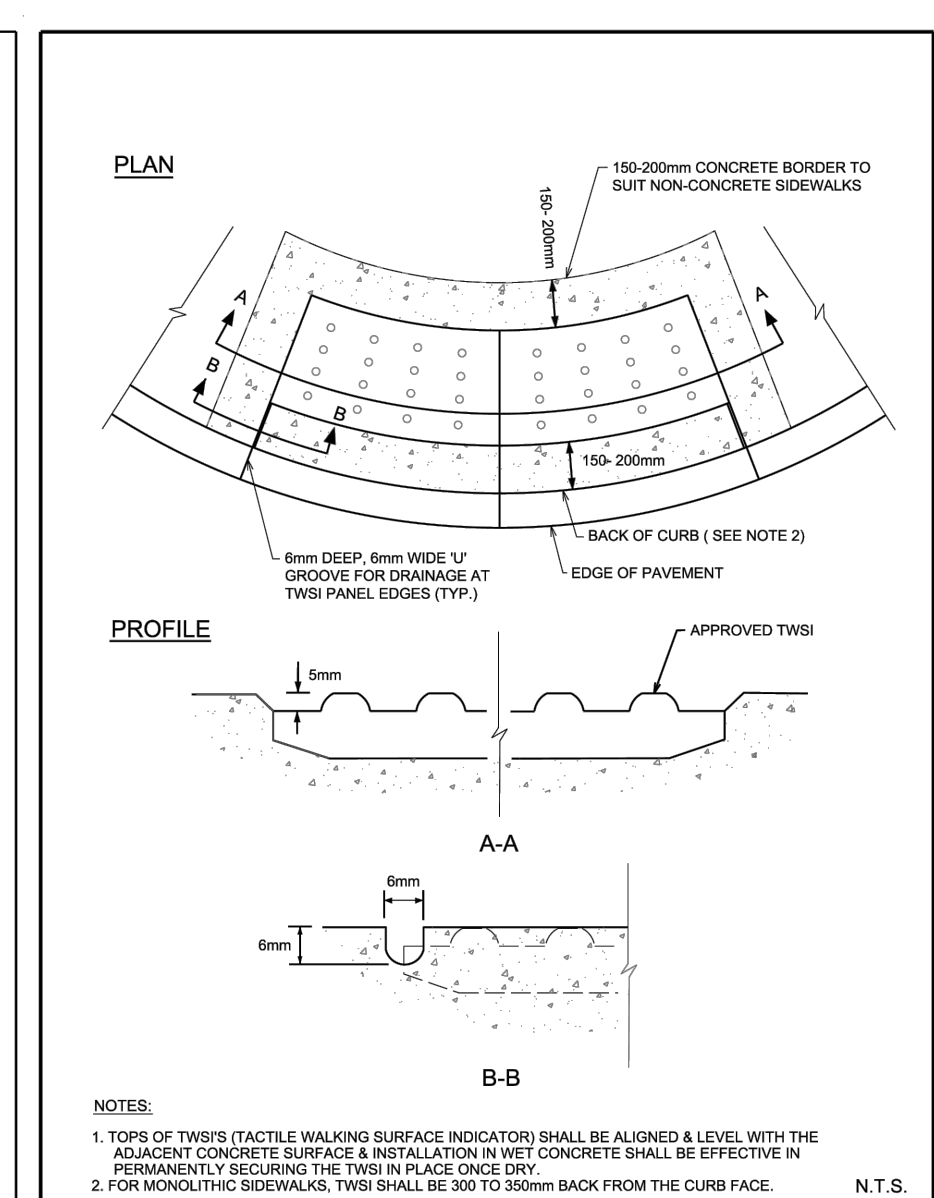 PLAN
150-200mm CONCRETE BORDER TO
SUIT NON-CONCRETE SIDEWALKS
150- 200mm
A
A
B
B
150- 200mm
BACK OF CURB ( SEE NOTE 2)
EDGE OF PAVEMENT
6mm DEEP, 6mm WIDE 'U'
GROOVE FOR DRAINAGE AT
TWSI PANEL EDGES (TYP.)
PROFILE
APPROVED TWSI
5mm
A-A
6mm
6mm
B-B
NOTES:
1. TOPS OF TWSI'S (TACTILE WALKING SURFACE INDICATOR) SHALL BE ALIGNED & LEVEL WITH THE
ADJACENT CONCRETE SURFACE & INSTALLATION IN WET CONCRETE SHALL BE EFFECTIVE IN
PERMANENTLY SECURING THE TWSI IN PLACE ONCE DRY.
2. FOR MONOLITHIC SIDEWALKS, TWSI SHALL BE 300 TO 350mm BACK FROM THE CURB FACE.
N.T.S.